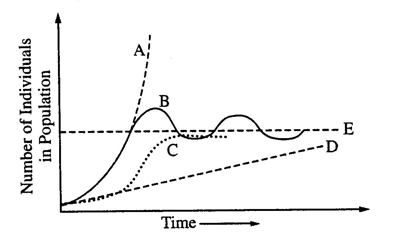 Number of Individuals
in Population
A
B
E
C
D
Time